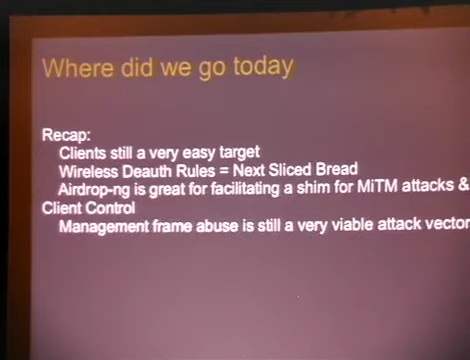 Where did we go today
Recap:
Clients still a very easy target
Wireless Deauth Rules = Next Sliced Bread
Airdrop-ng is great for facilitating a shim for MiTM attacks &
Client Control
Management frame abuse is still a very viable attack vector